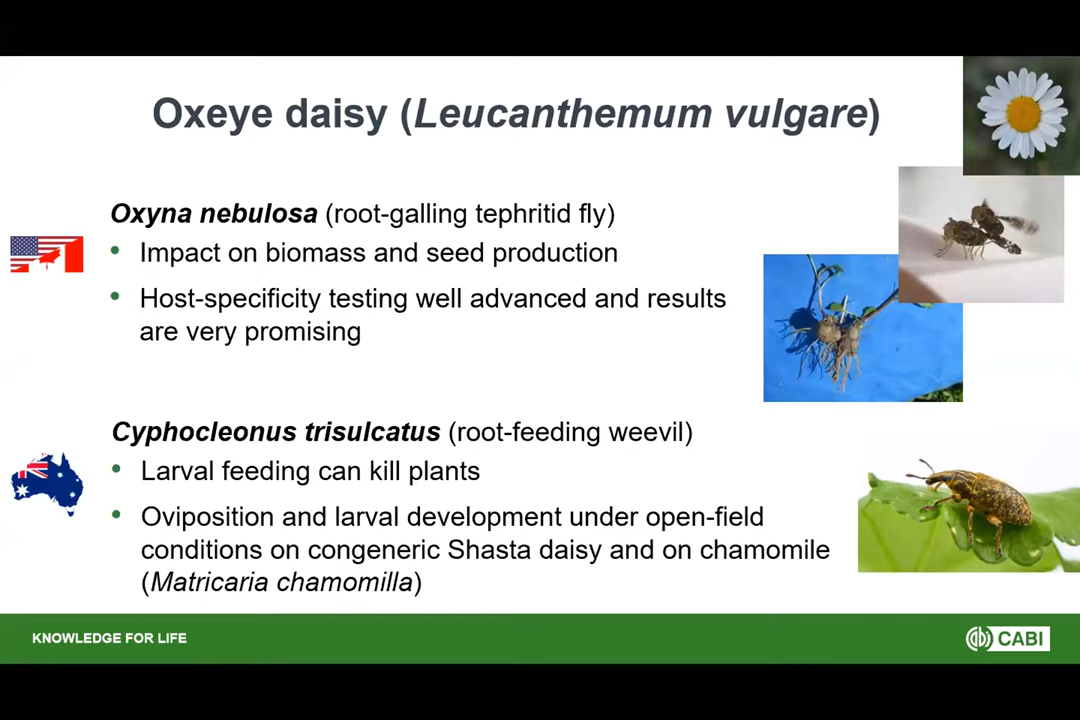 Oxeye daisy (Leucanthemum vulgare)
Oxyna nebulosa (root-galling tephritid fly)
• Impact on biomass and seed production
• Host-specificity testing well advanced and results
are very promising
Cyphocleonus trisulcatus (root-feeding weevil)
• Larval feeding can kill plants
• Oviposition and larval development under open-field
conditions on congeneric Shasta daisy and on chamomile
(Matricaria chamomilla)
KNOWLEDGE FOR LIFE
CABI